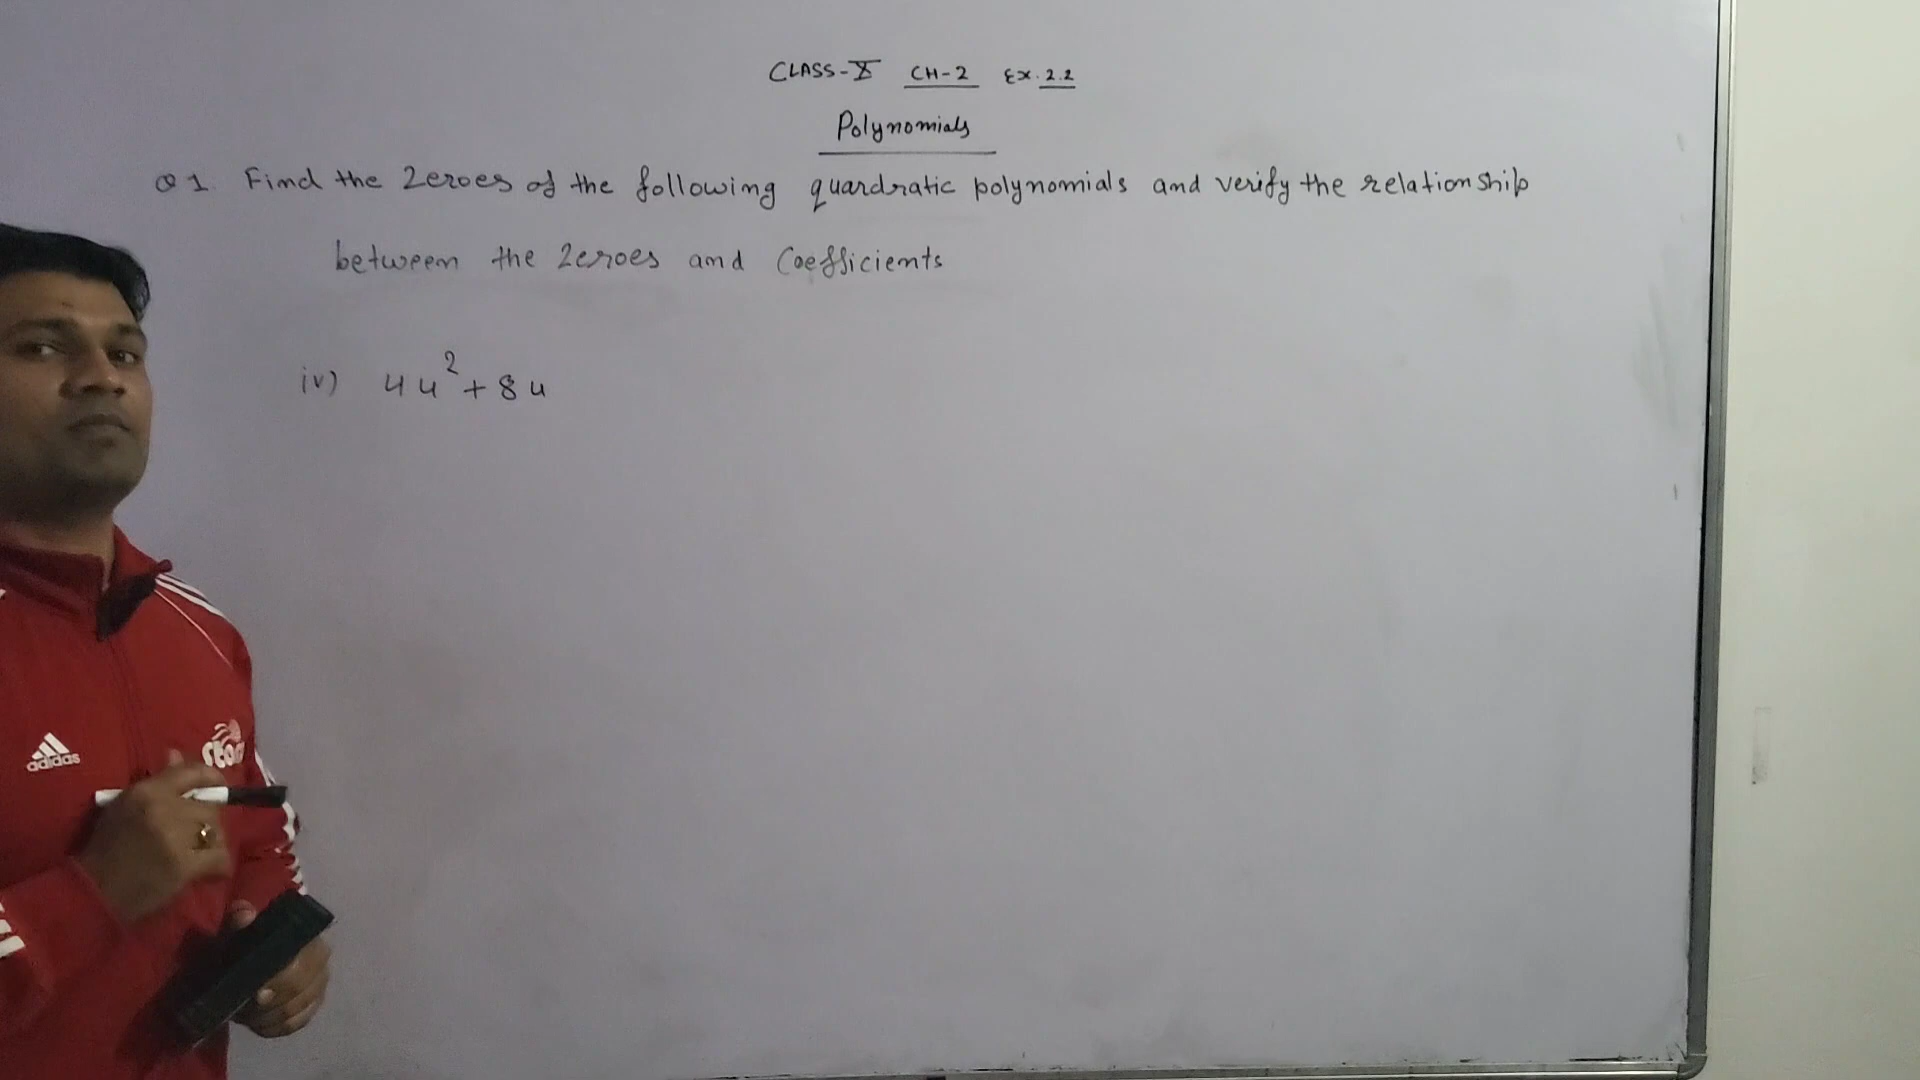 CLASS-X CH-2 Ex. 2.2
Polynomials
Q 1. Find the Zeroes of the following quardratic polynomials and verify the relationship
between the Zeroes and Coefficients
iv) 4u²+8u
adidas